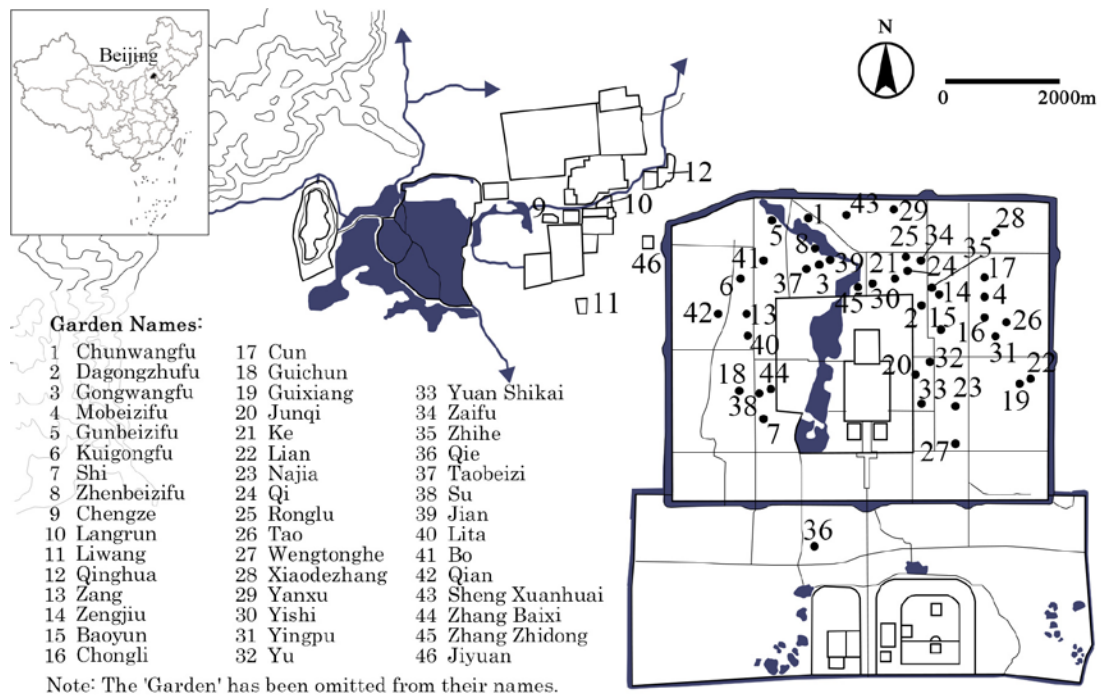 Beijing
N
0 2000m
12
9
10
46
11
1
43
29
5
28
34
25
35
8
41
39
21
24
17
37
3
6
45
30
14
4
42
13
2
15
16
26
40
31
20
32
22
18
44
38
33
23
19
7
27
36
Garden Names:
1 Chunwangfu
2 Dagongzhufu
3 Gongwangfu
4 Mobeizifu
5 Gunbeizifu
6 Kuigongfu
7 Shi
8 Zhenbeizifu
9 Chengze
10 Langrun
11 Liwang
12 Qinghua
13 Zang
14 Zengjiu
15 Baoyun
16 Chongli
17 Cun
18 Guichun
19 Guixiang
20 Junqi
21 Ke
22 Lian
23 Najia
24 Qi
25 Ronglu
26 Tao
27 Wengtonghe
28 Xiaodezhang
29 Yanxu
30 Yishi
31 Yingpu
32 Yu
33 Yuan Shikai
34 Zaifu
35 Zhihe
36 Qie
37 Taobeizi
38 Su
39 Jian
40 Lita
41 Bo
42 Qian
43 Sheng Xuanhuai
44 Zhang Baixi
45 Zhang Zhidong
46 Jiyuan
Note: The 'Garden' has been omitted from their names.